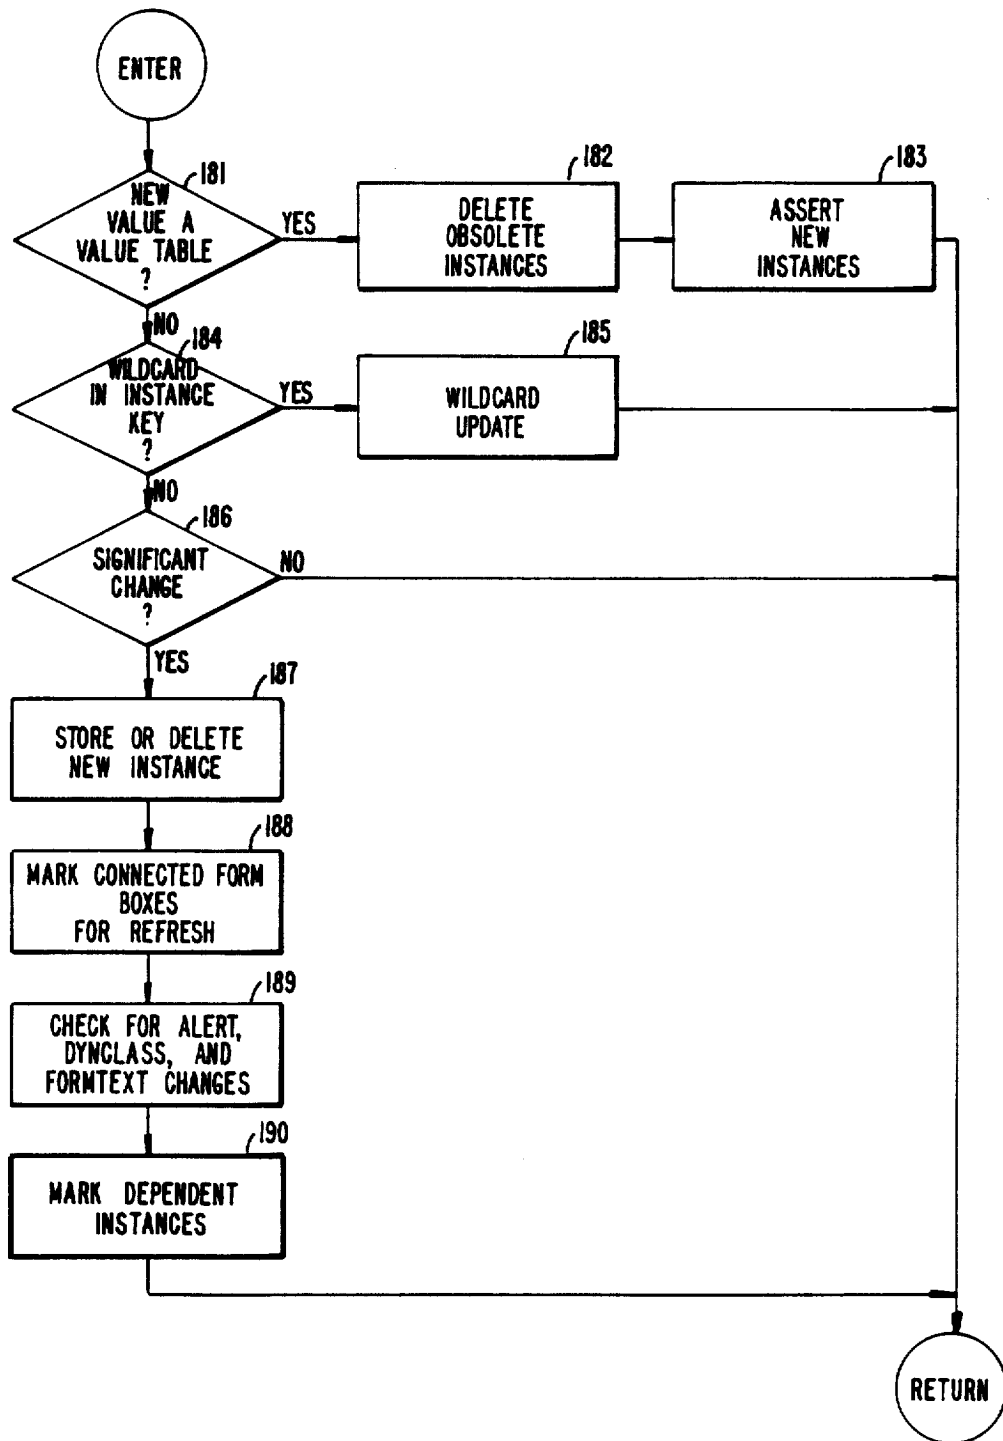 ENTER
181
NEW
VALUE A
VALUE TABLE
?
YES
182
DELETE
OBSOLETE
INSTANCES
183
ASSERT
NEW
INSTANCES
NO
184
WILDCARD
IN INSTANCE
KEY
?
YES
185
WILDCARD
UPDATE
NO
186
SIGNIFICANT
CHANGE
?
NO
YES
187
STORE OR DELETE
NEW INSTANCE
188
MARK CONNECTED FORM
BOXES
FOR REFRESH
189
CHECK FOR ALERT,
DYNCLASS, AND
FORMTEXT CHANGES
190
MARK DEPENDENT
INSTANCES
RETURN